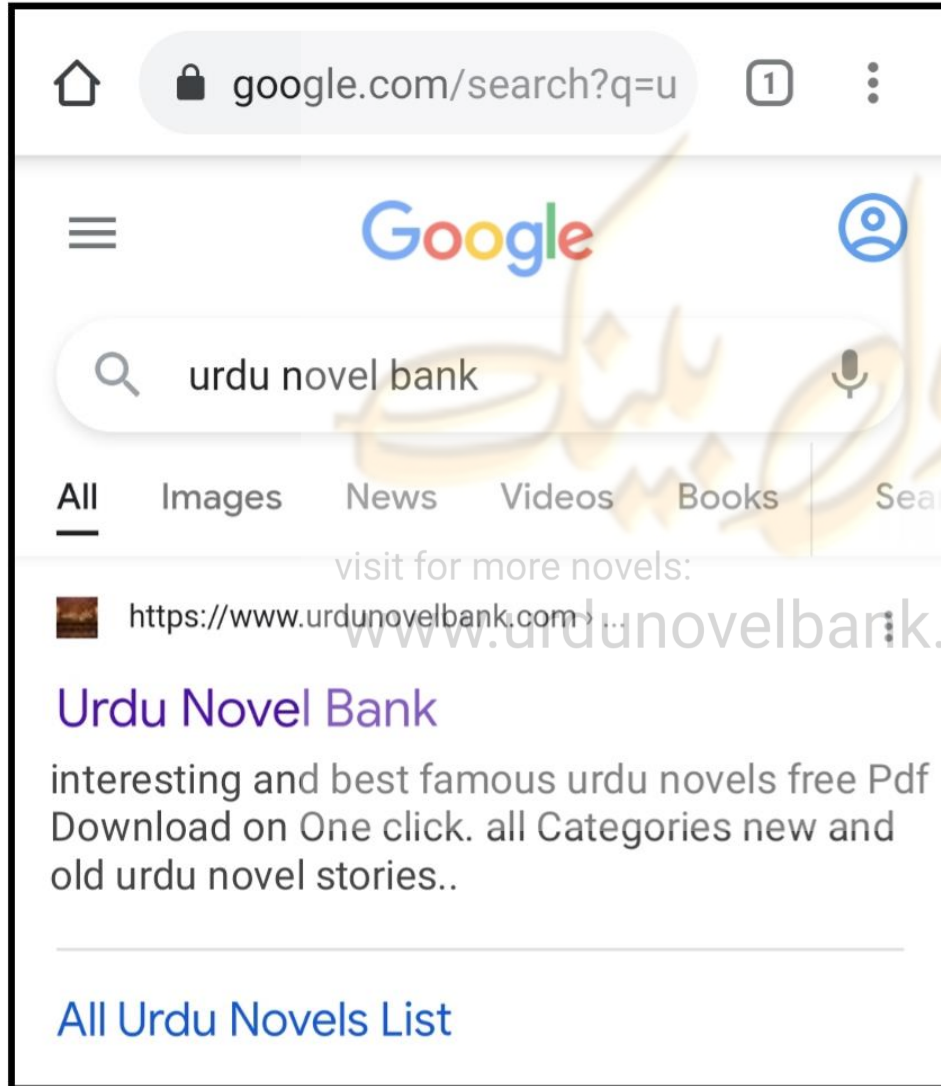 google.com/search?q=u
1
Google
urdu novel bank
All Images News Videos Books Sea
visit for more novels:
https://www.urdunovelbank.com › ...
www.urdunovelbank.
Urdu Novel Bank
interesting and best famous urdu novels free Pdf
Download on One click. all Categories new and
old urdu novel stories..
All Urdu Novels List